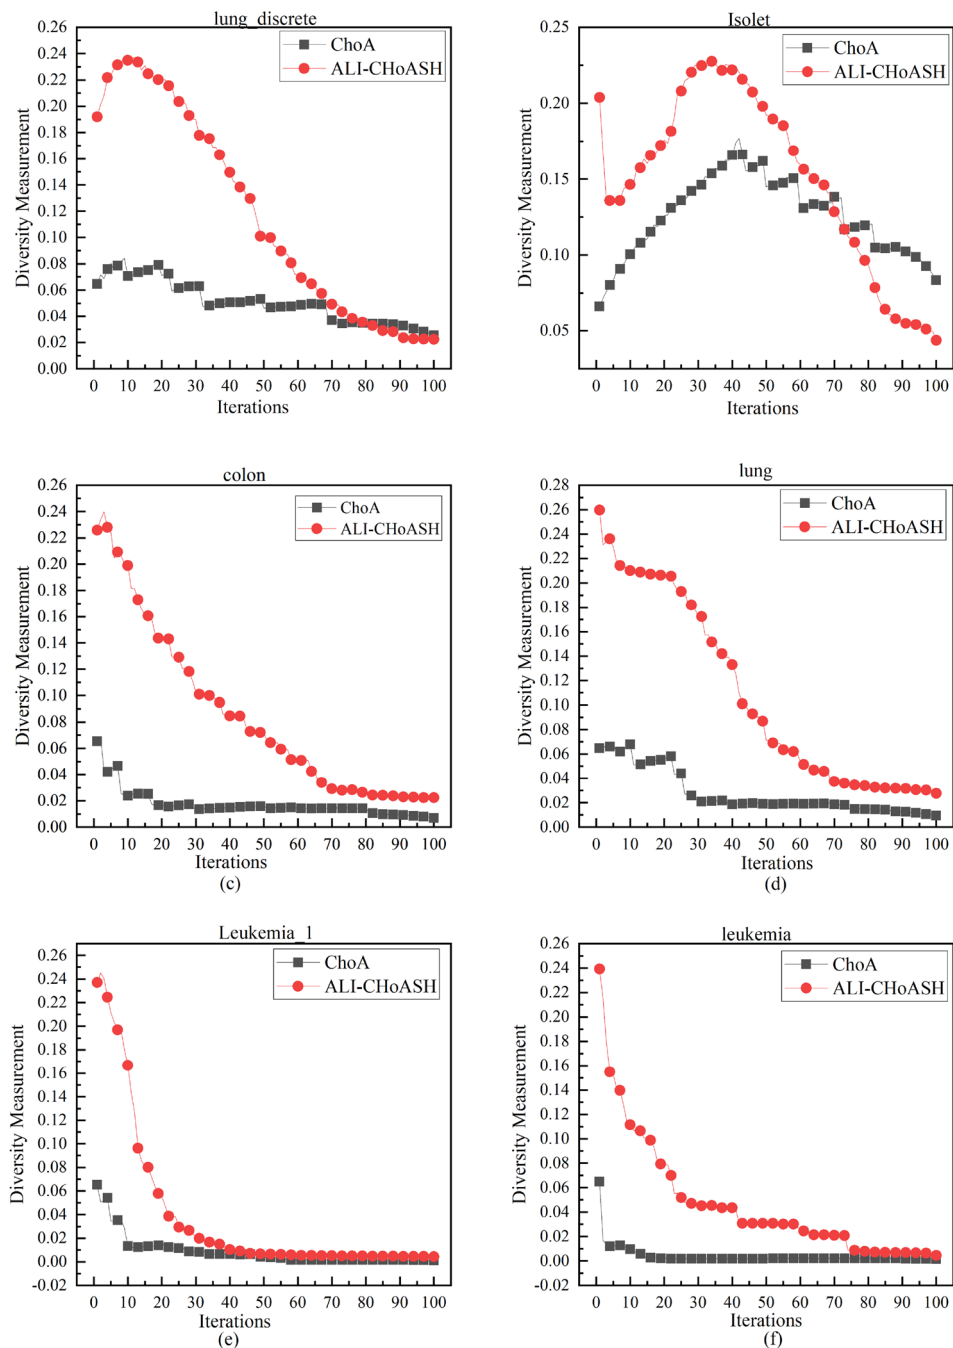 lung_discrete
ChoA
ALI-CHoASH
Diversity Measurement
0.26
0.24
0.22
0.20
0.18
0.16
0.14
0.12
0.10
0.08
0.06
0.04
0.02
0.00
0 10 20 30 40 50 60 70 80 90 100
Iterations
Isolet
ChoA
ALI-CHoASH
Diversity Measurement
0.25
0.20
0.15
0.10
0.05
0 10 20 30 40 50 60 70 80 90 100
Iterations
colon
ChoA
ALI-CHoASH
Diversity Measurement
0.26
0.24
0.22
0.20
0.18
0.16
0.14
0.12
0.10
0.08
0.06
0.04
0.02
0.00
0 10 20 30 40 50 60 70 80 90 100
Iterations
(c)
lung
ChoA
ALI-CHoASH
Diversity Measurement
0.28
0.26
0.24
0.22
0.20
0.18
0.16
0.14
0.12
0.10
0.08
0.06
0.04
0.02
0.00
0 10 20 30 40 50 60 70 80 90 100
Iterations
(d)
Leukemia_1
ChoA
ALI-CHoASH
Diversity Measurement
0.26
0.24
0.22
0.20
0.18
0.16
0.14
0.12
0.10
0.08
0.06
0.04
0.02
0.00
-0.02
0 10 20 30 40 50 60 70 80 90 100
Iterations
(e)
leukemia
ChoA
ALI-CHoASH
Diversity Measurement
0.26
0.24
0.22
0.20
0.18
0.16
0.14
0.12
0.10
0.08
0.06
0.04
0.02
0.00
-0.02
0 10 20 30 40 50 60 70 80 90 100
Iterations
(f)